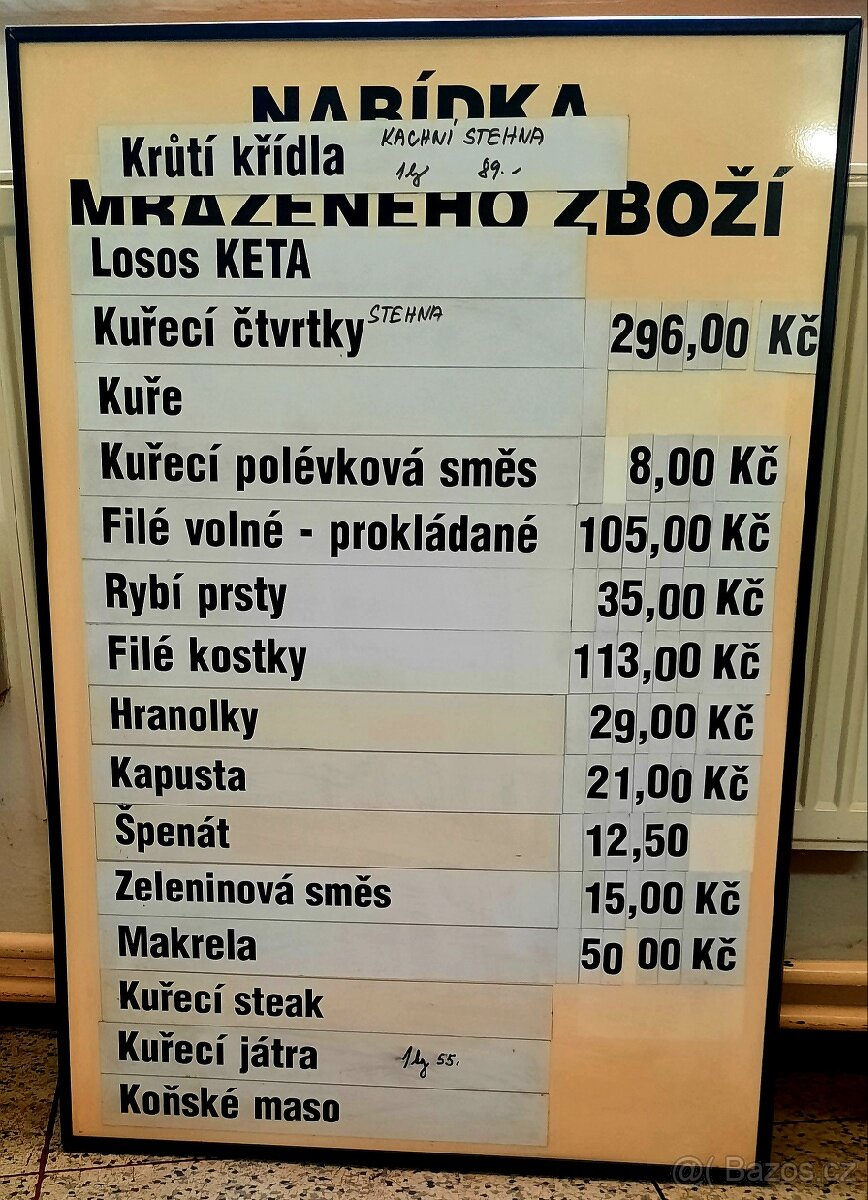 NABÍDKA
Krůtí křídla KACHNÍ STEHNA
1kg 89.-
MRAZENÉHO ZBOŽÍ
Losos KETA
Kuřecí čtvrtky STEHNA 296,00 Kč
Kuře
Kuřecí polévková směs 8,00 Kč
Filé volné - prokládané 105,00 Kč
Rybí prsty 35,00 Kč
Filé kostky 113,00 Kč
Hranolky 29,00 Kč
Kapusta 21,00 Kč
Špenát 12,50
Zeleninová směs 15,00 Kč
Makrela 50 00 Kč
Kuřecí steak
Kuřecí játra 1kg 55.
Koňské maso
@( Bazos.cz